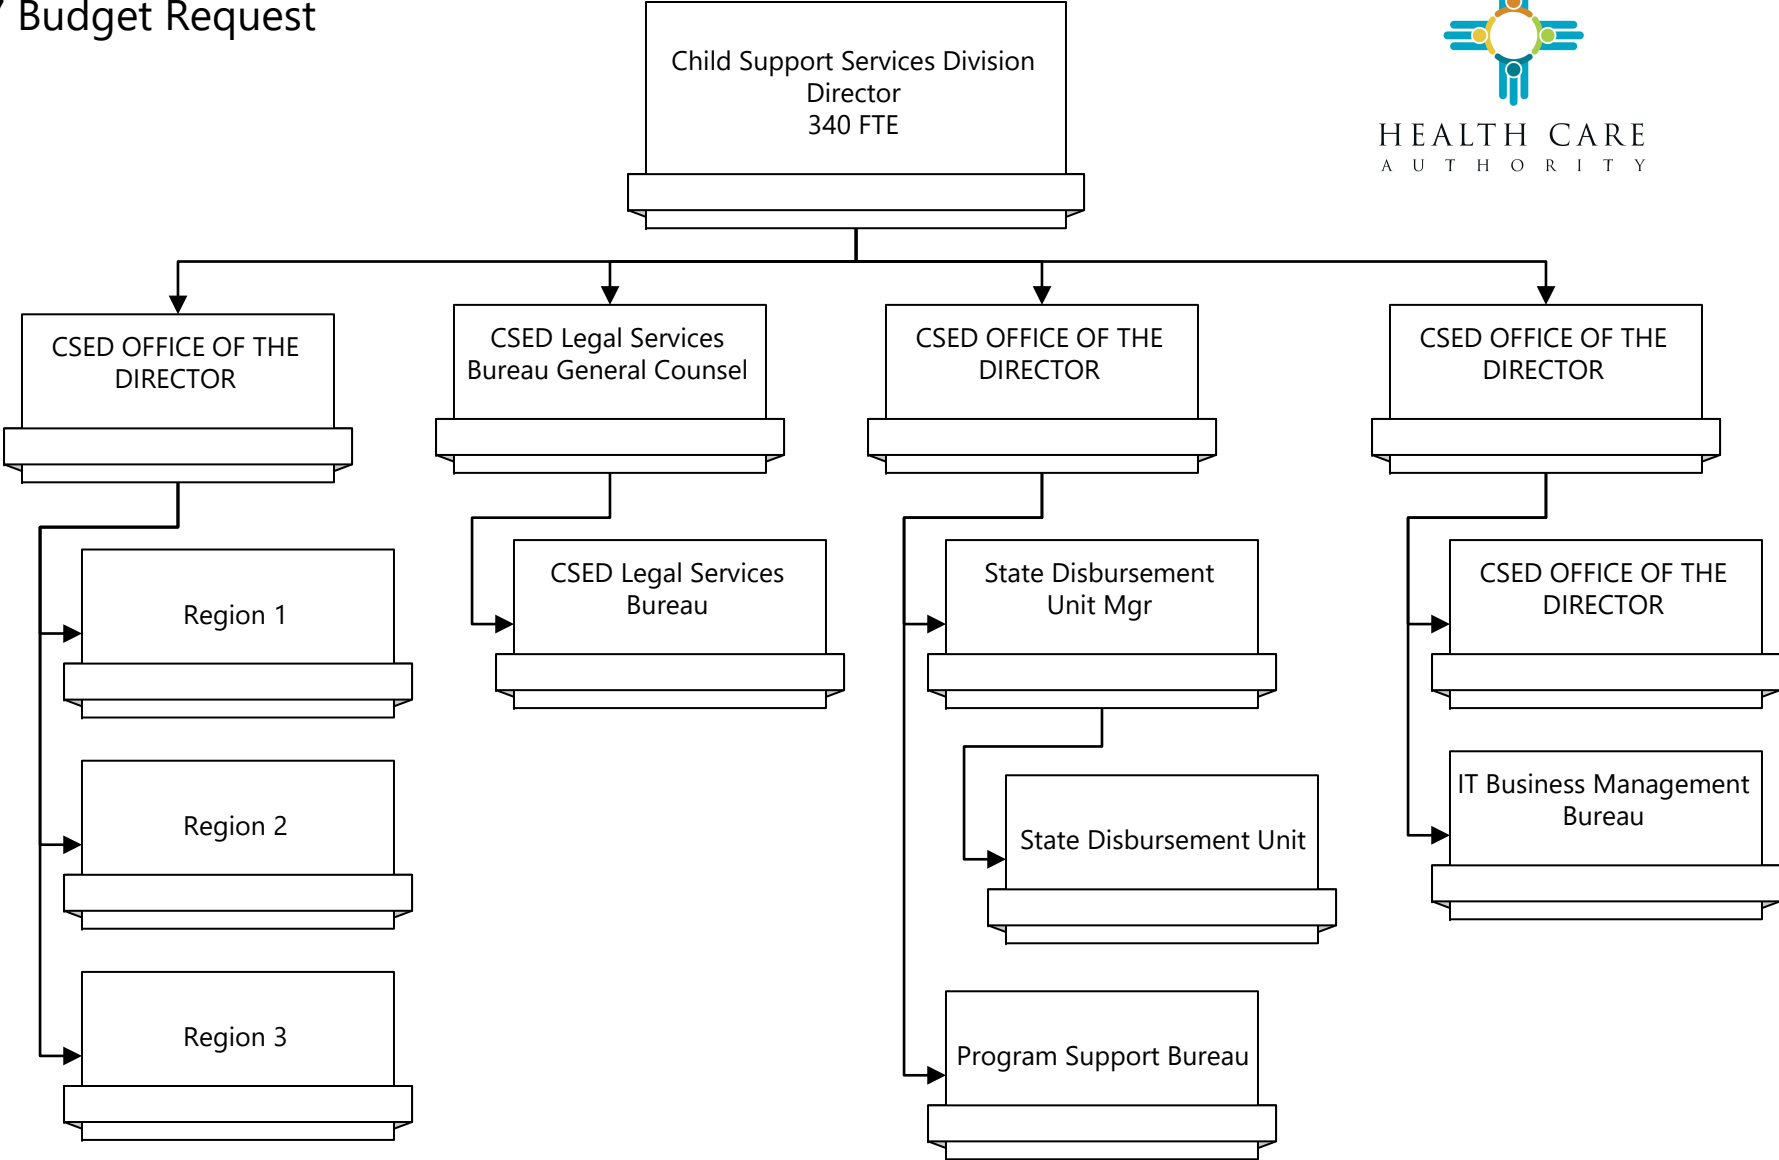 Budget Request
Child Support Services Division
Director
340 FTE
HEALTH CARE
AUTHORITY
CSED OFFICE OF THE
DIRECTOR
CSED Legal Services
Bureau General Counsel
CSED OFFICE OF THE
DIRECTOR
CSED OFFICE OF THE
DIRECTOR
Region 1
CSED Legal Services
Bureau
State Disbursement
Unit Mgr
CSED OFFICE OF THE
DIRECTOR
Region 2
State Disbursement Unit
IT Business Management
Bureau
Region 3
Program Support Bureau